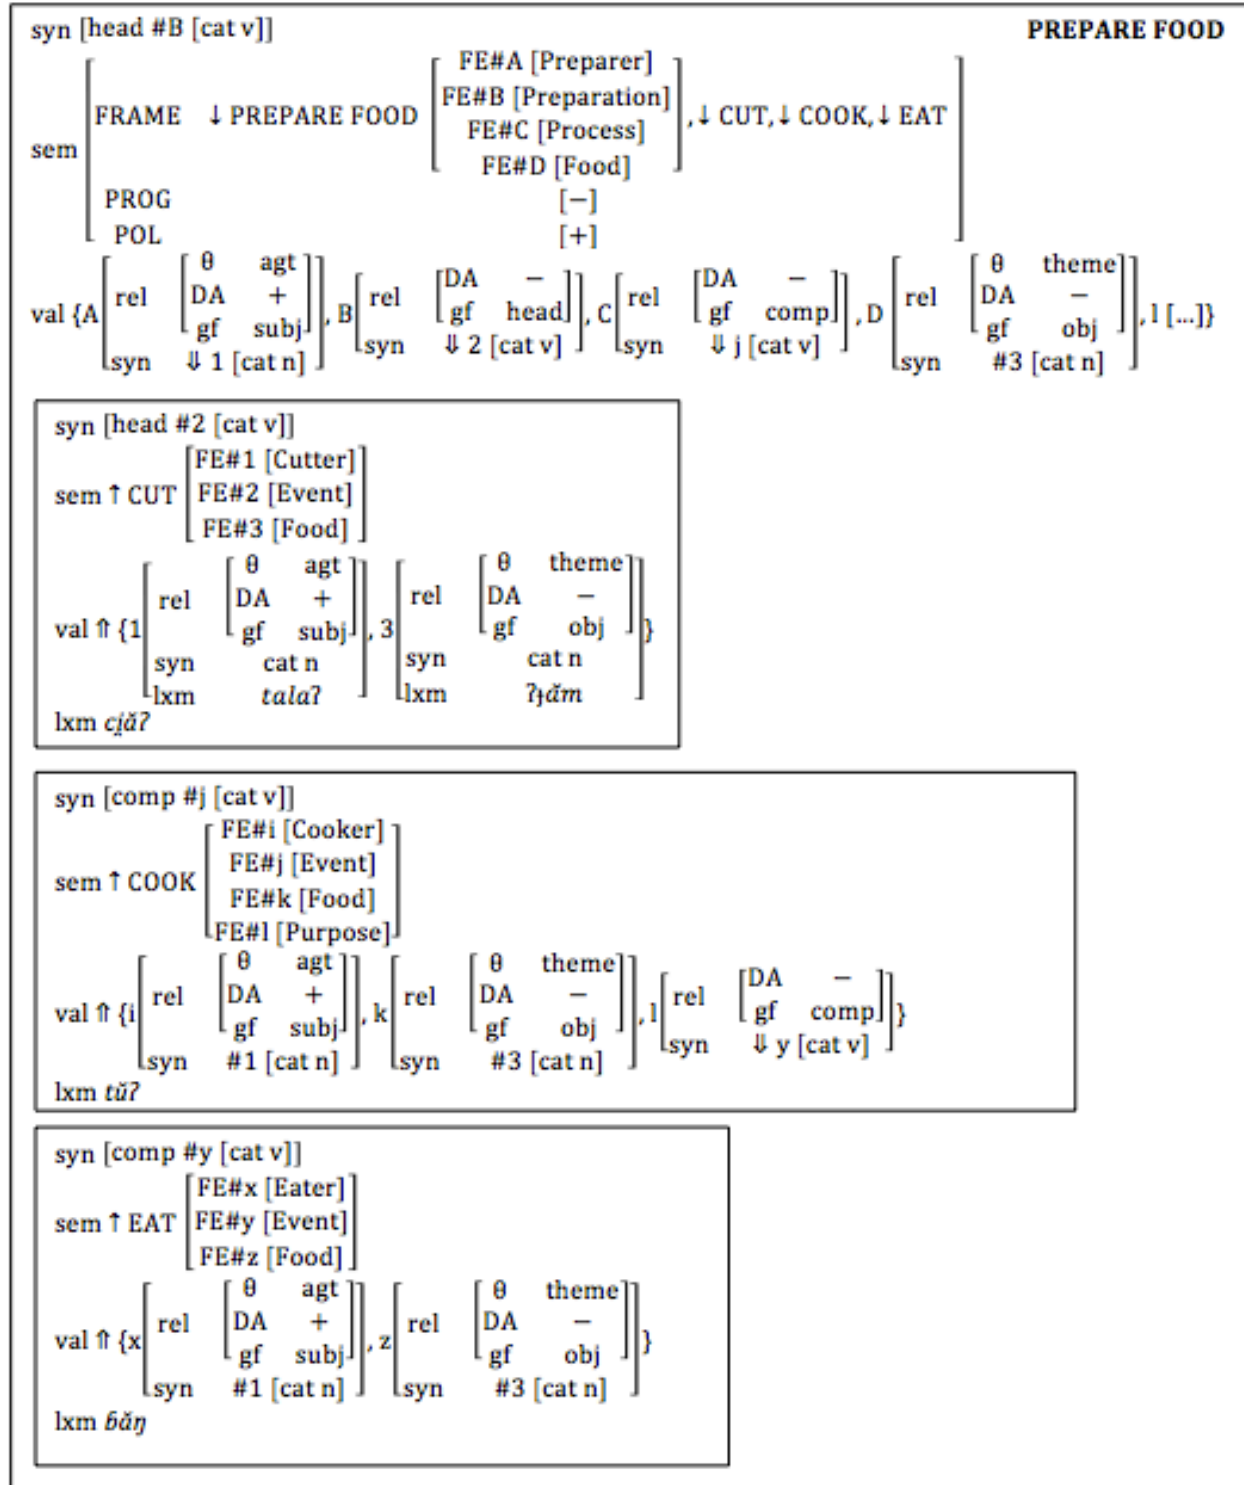 syn [head #B [cat v]] PREPARE FOOD
FE#A [Preparer]
FE#B [Preparation]
FRAME ↓ PREPARE FOOD , ↓ CUT, ↓ COOK, ↓ EAT
FE#C [Process]
sem
FE#D [Food]
PROG [−]
POL [+]
θ agt θ theme
rel DA + rel DA − rel DA − rel DA −
val {A gf subj , B gf head , C gf comp , D gf obj , l [...]}
syn ⇓ 1 [cat n] syn ⇓ 2 [cat v] syn ⇓ j [cat v] syn #3 [cat n]
syn [head #2 [cat v]]
FE#1 [Cutter]
sem ↑ CUT FE#2 [Event]
FE#3 [Food]
θ agt θ theme
rel DA + rel DA −
gf subj gf obj
val ⇑ {1 , 3 }
syn cat n syn cat n
lxm talaʔ lxm ʔɟăm
lxm ci̯ăʔ
syn [comp #j [cat v]]
FE#i [Cooker]
FE#j [Event]
sem ↑ COOK
FE#k [Food]
FE#l [Purpose]
θ agt θ theme
rel DA + rel DA − rel DA −
val ⇑ {i gf subj , k gf obj , l gf comp }
syn #1 [cat n] syn #3 [cat n] syn ⇓ y [cat v]
lxm tŭʔ
syn [comp #y [cat v]]
FE#x [Eater]
sem ↑ EAT FE#y [Event]
FE#z [Food]
θ agt θ theme
rel DA + rel DA −
val ⇑ {x gf subj , z gf obj }
syn #1 [cat n] syn #3 [cat n]
lxm ɓăŋ